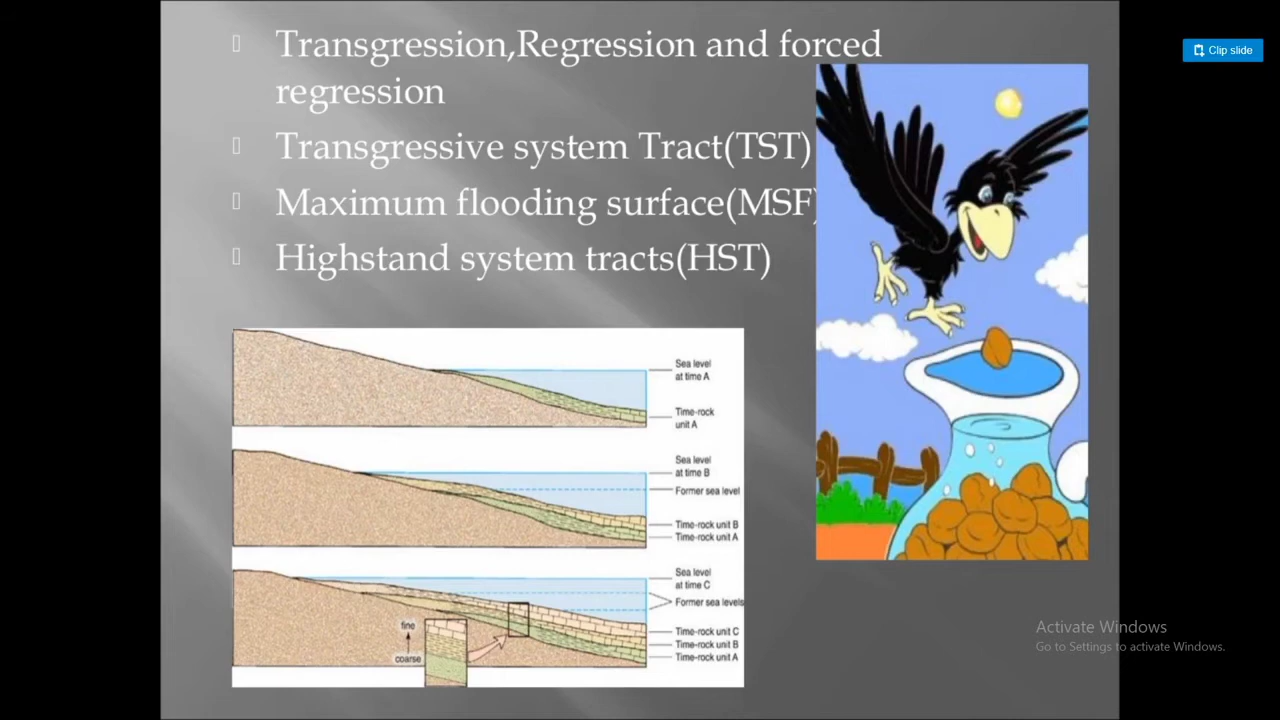 Transgression,Regression and forced
regression
Transgressive system Tract(TST)
Maximum flooding surface(MSF)
Highstand system tracts(HST)
Clip slide
Sea level
at time A
Time-rock
unit A
Sea level
at time B
Former sea level
Time-rock unit B
Time-rock unit A
Sea level
at time C
Former sea levels
fine
coarse
Time-rock unit C
Time-rock unit B
Time-rock unit A
Activate Windows
Go to Settings to activate Windows.